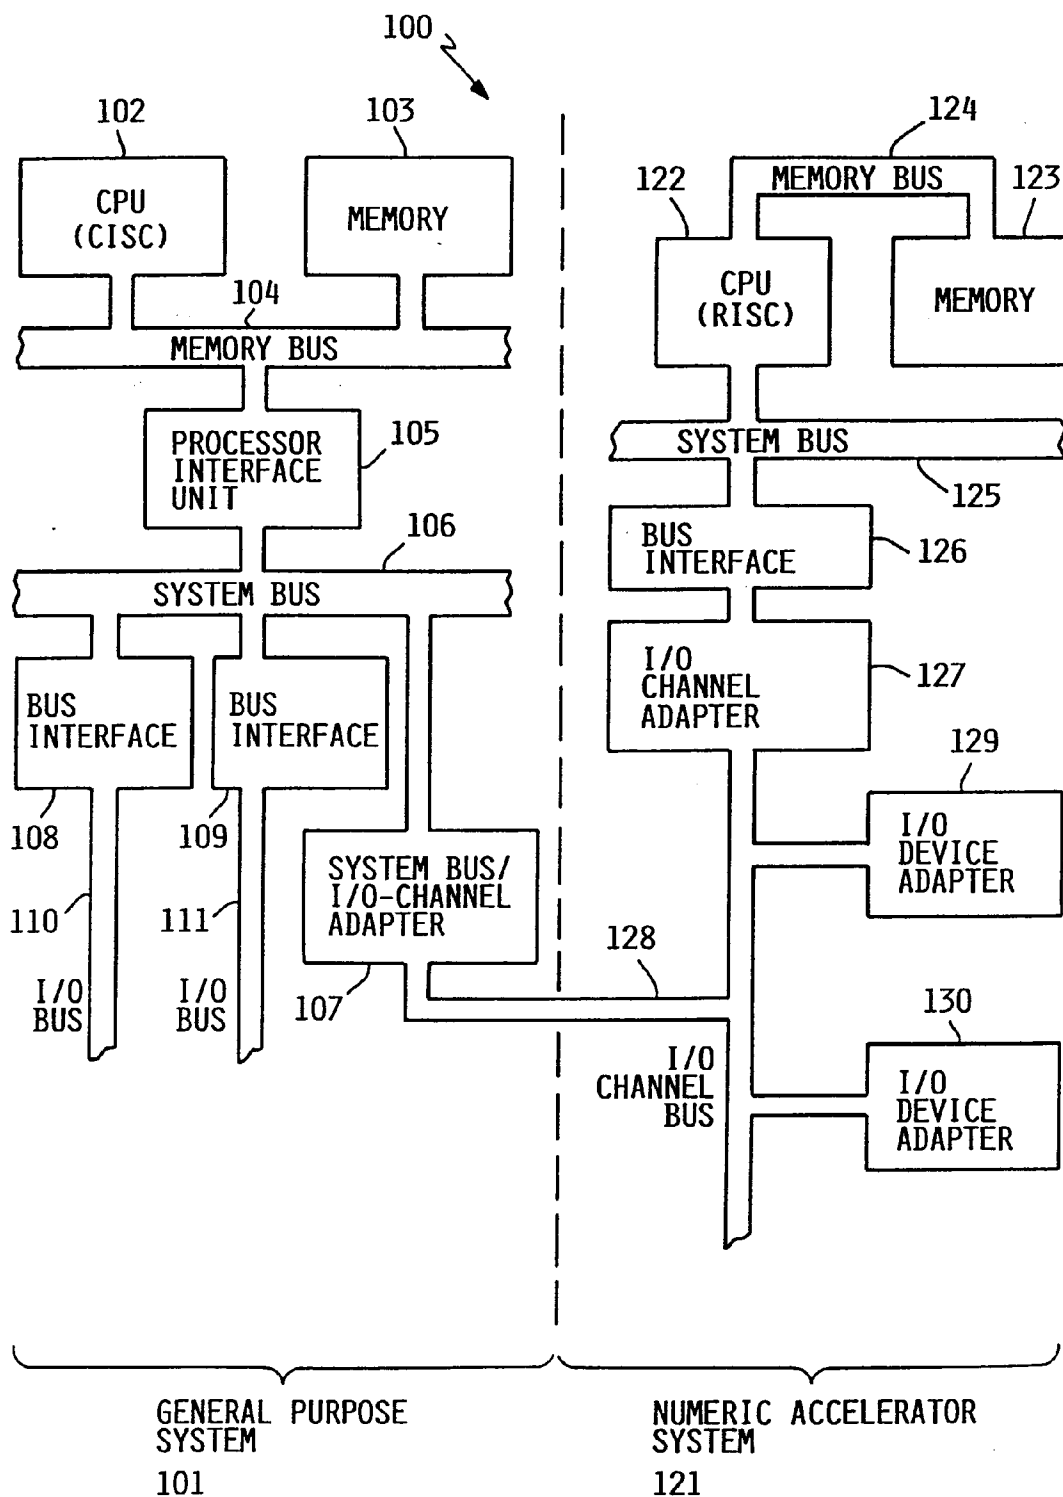 100
102
103
CPU
(CISC)
MEMORY
104
MEMORY BUS
PROCESSOR
INTERFACE
UNIT
105
106
SYSTEM BUS
BUS
INTERFACE
BUS
INTERFACE
108
109
SYSTEM BUS/
I/O-CHANNEL
ADAPTER
110
111
107
I/O
BUS
I/O
BUS
124
122
MEMORY BUS
123
CPU
(RISC)
MEMORY
SYSTEM BUS
125
BUS
INTERFACE
126
I/O
CHANNEL
ADAPTER
127
129
I/O
DEVICE
ADAPTER
128
130
I/O
CHANNEL
BUS
I/O
DEVICE
ADAPTER
GENERAL PURPOSE
SYSTEM
101
NUMERIC ACCELERATOR
SYSTEM
121